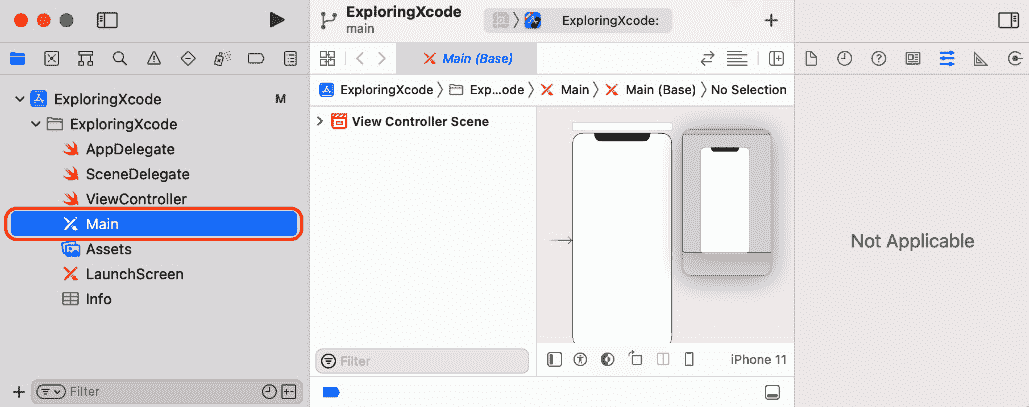 ExploringXcode
main
ExploringXcode:
Main (Base)
ExploringXcode
M
ExploringXcode
AppDelegate
SceneDelegate
ViewController
Main
Assets
LaunchScreen
Info
Filter
ExploringXcode Exp...ode Main Main (Base) No Selection
View Controller Scene
Filter
iPhone 11
Not Applicable